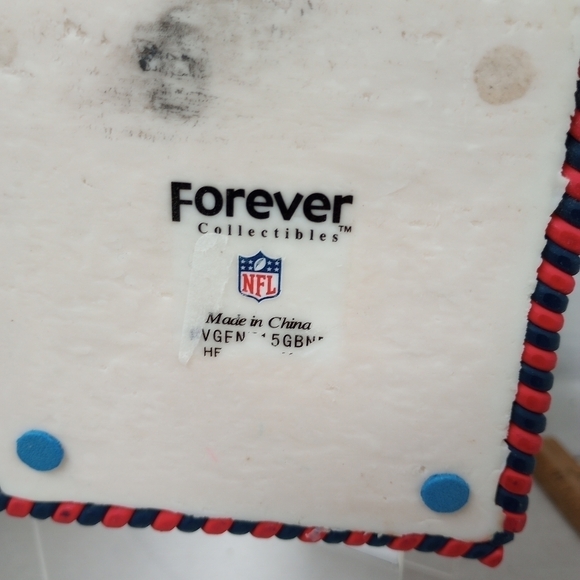 Forever
Collectibles™
NFL
Made in China